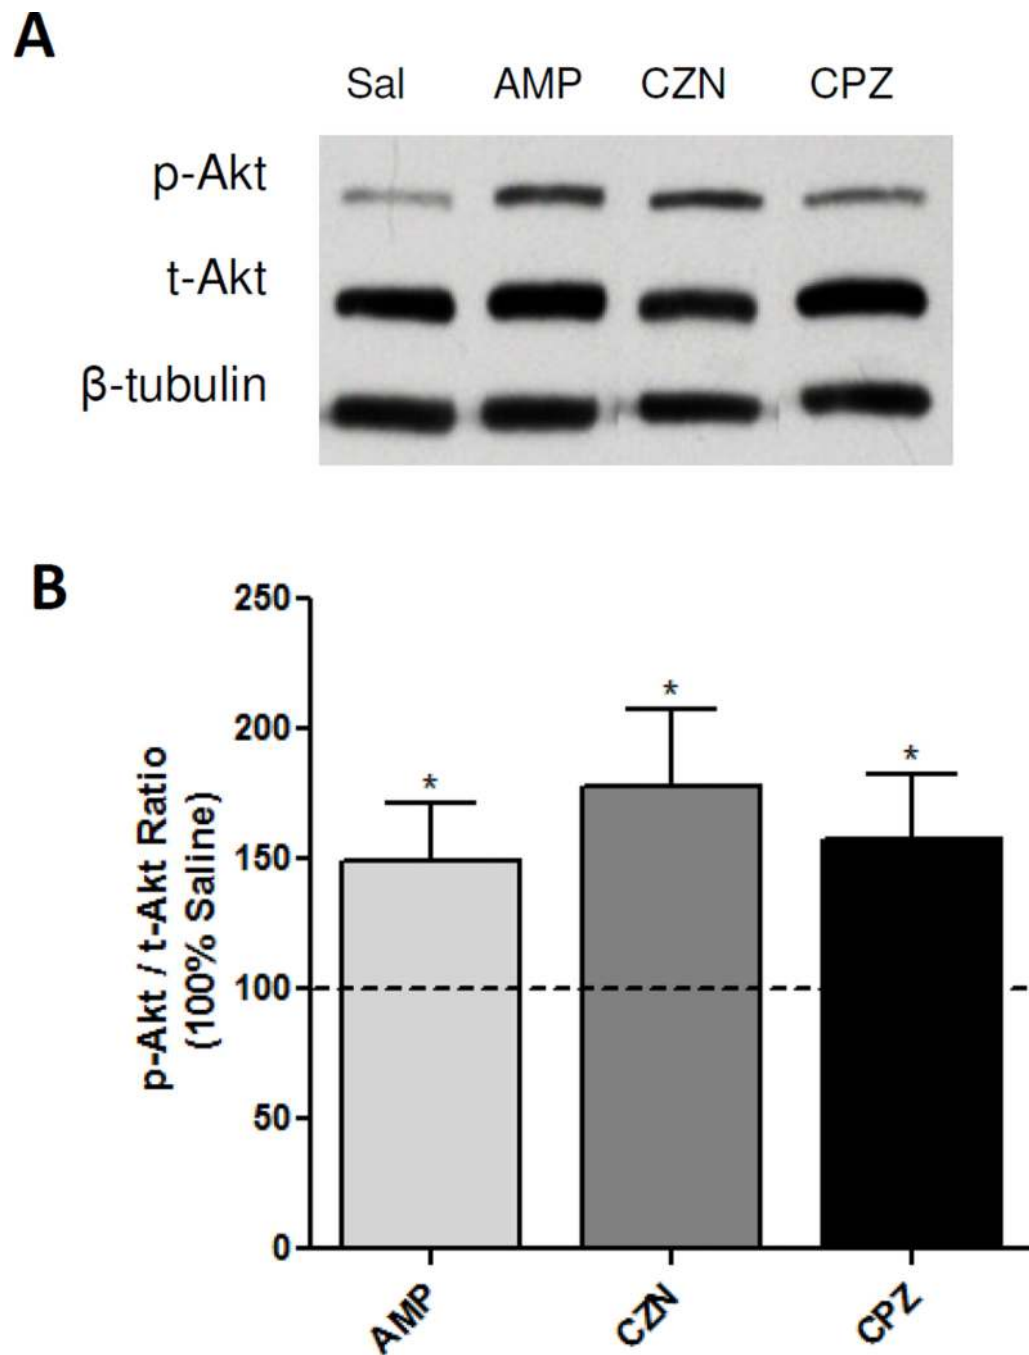 A
Sal AMP CZN CPZ
p-Akt
t-Akt
β-tubulin
B
p-Akt / t-Akt Ratio
(100% Saline)
250
200
150
100
50
0
*
*
*
AMP CZN CPZ